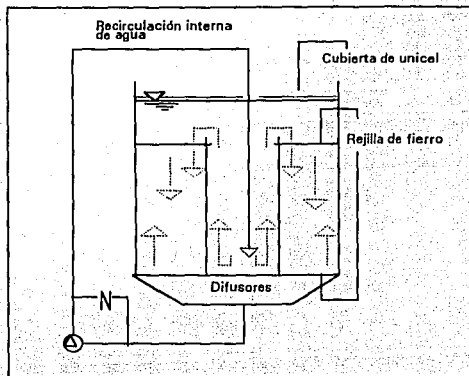 Recirculación interna
de agua
Cubierta de unicel
Rejilla de fierro
Difusores
N